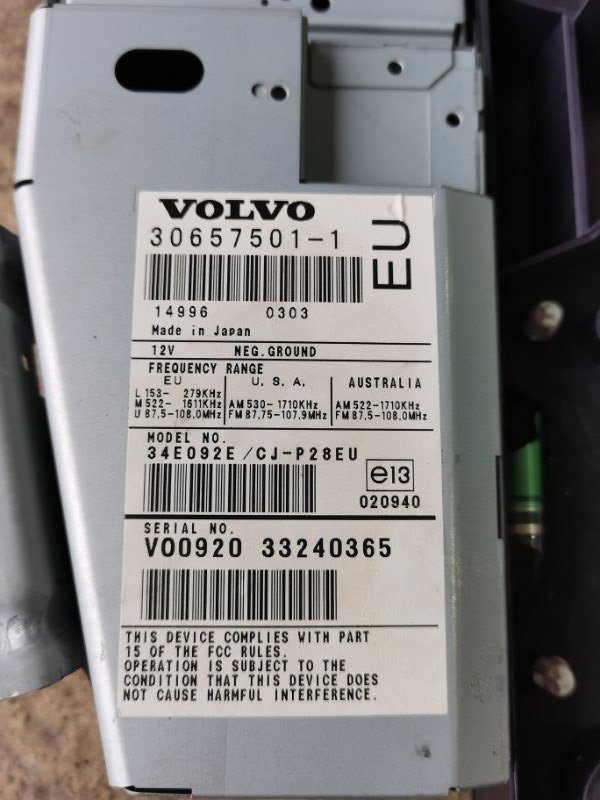 VOLVO
30657501-1
EU
14996 0303
Made in Japan
12V NEG.GROUND
FREQUENCY RANGE
EU U.S.A. AUSTRALIA
L 153- 279KHz
M 522- 1611KHz AM 530-1710KHz AM 522-1710KHz
U 87.5-108.0MHz FM 87.75-107.9MHz FM 87.5-108.0MHz
MODEL NO.
34E092E/CJ-P28EU
e13
020940
SERIAL NO.
V00920 33240365
THIS DEVICE COMPLIES WITH PART
15 OF THE FCC RULES.
OPERATION IS SUBJECT TO THE
CONDITION THAT THIS DEVICE DOES
NOT CAUSE HARMFUL INTERFERENCE.